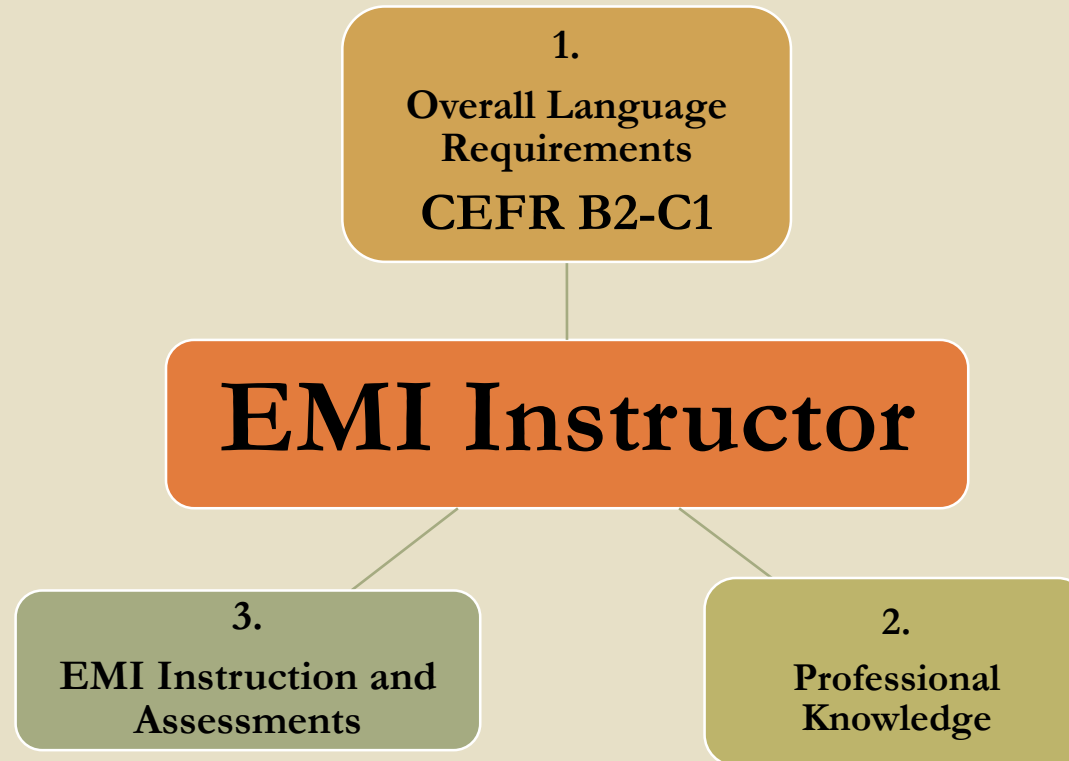 1.
Overall Language
Requirements
CEFR B2-C1
EMI Instructor
3.
EMI Instruction and
Assessments
2.
Professional
Knowledge